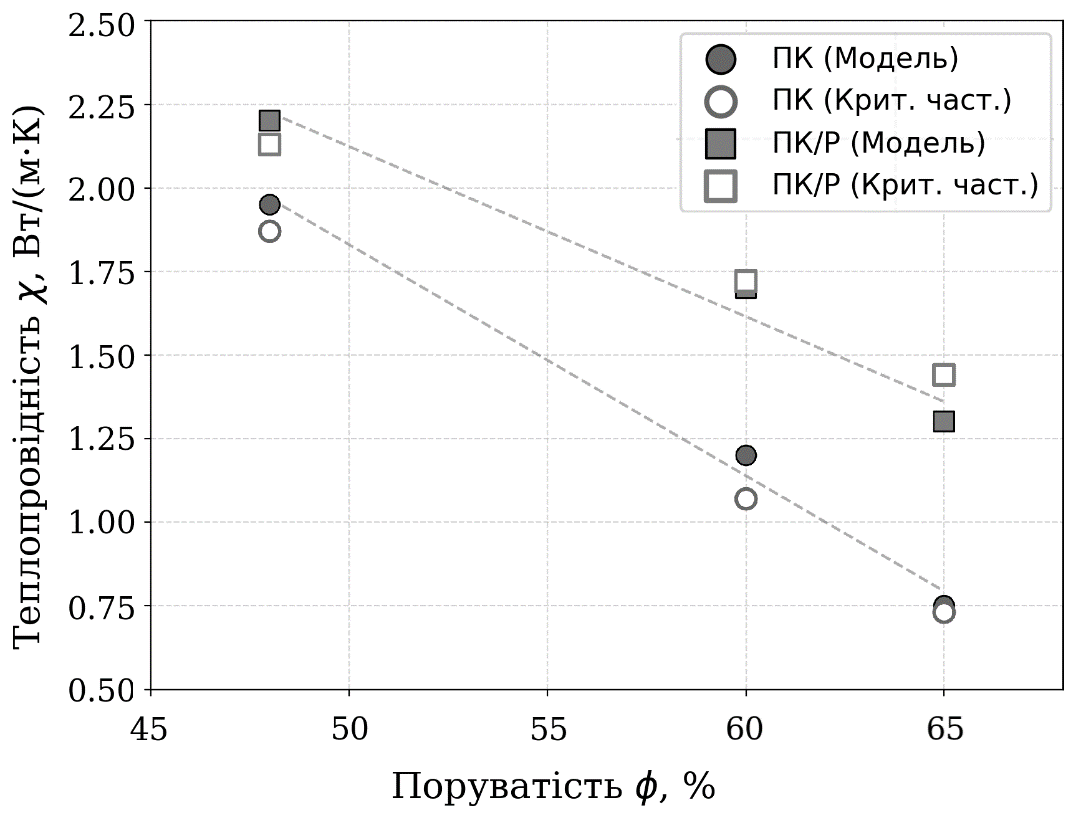 2.50
2.25
2.00
1.75
1.50
1.25
1.00
0.75
0.50
Теплопровідність χ, Вт/(м·К)
ПК (Модель)
ПК (Крит. част.)
ПК/Р (Модель)
ПК/Р (Крит. част.)
45 50 55 60 65
Поруватість ϕ, %